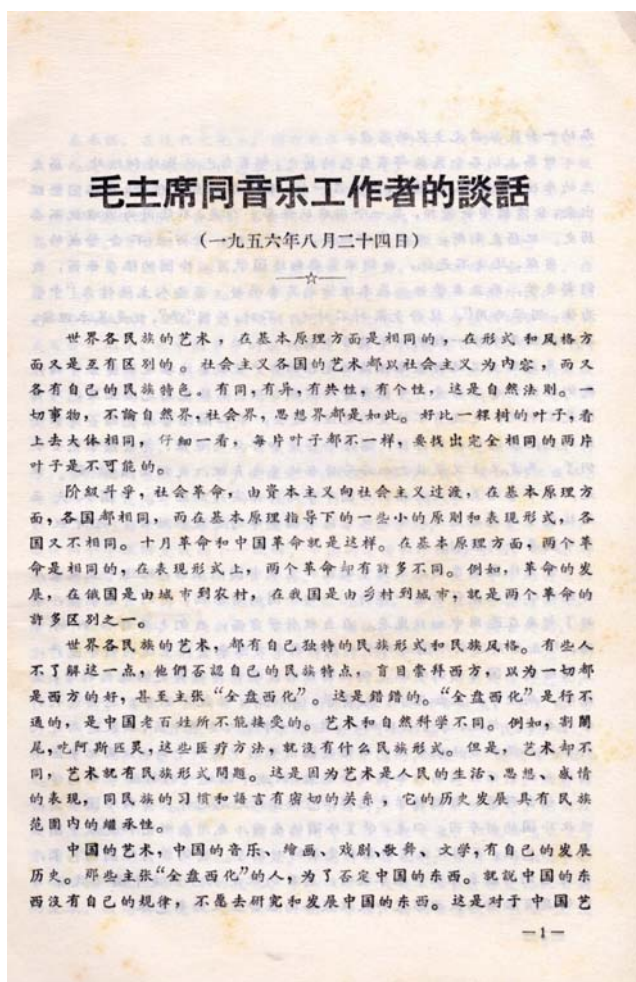 毛主席同音乐工作者的談話
(一九五六年八月二十四日)
世界各民族的艺术，在基本原理方面是相同的，在形式和风格方
面又是互有区别的。社会主义各国的艺术都以社会主义为内容，而又
各有自己的民族特色。有同，有异，有共性，有个性，这是自然法则。一
切事物，不論自然界，社会界，思想界都是如此。好比一棵树的叶子，看
上去大体相同，仔細一看，每片叶子都不一样，要找出完全相同的两片
叶子是不可能的。
阶級斗爭，社会革命，由資本主义向社会主义过渡，在基本原理方
面，各国都相同，而在基本原理指导下的一些小的原则和表现形式，各
国又不相同。十月革命和中国革命就是这样。在基本原理方面，两个革
命是相同的，在表现形式上，两个革命却有許多不同。例如，革命的发
展，在俄国是由城市到农村，在我国是由乡村到城市，就是两个革命的
許多区别之一。
世界各民族的艺术，都有自己独特的民族形式和民族风格。有些人
不了解这一点，他們否認自己的民族特点，盲目崇拜西方，以为一切都
是西方的好，甚至主张“全盘西化”。这是錯錯的。“全盘西化”是行不
通的，是中国老百姓所不能接受的。艺术和自然科学不同。例如，割闌
尾，吃阿斯匹灵，这些医疗方法，就沒有什么民族形式。但是，艺术却不
同，艺术就有民族形式問題。这是因为艺术是人民的生活、思想、感情
的表現，同民族的习慣和語言有密切的关系，它的历史发展具有民族
范围內的继承性。
中国的艺术，中国的音乐、绘画、戏剧、歌舞，文学，有自己的发展
历史。那些主张“全盘西化”的人，为了否定中国的东西。就說中国的东
西沒有自己的規律，不愿去研究和发展中国的东西。这是对于中国艺
—1—